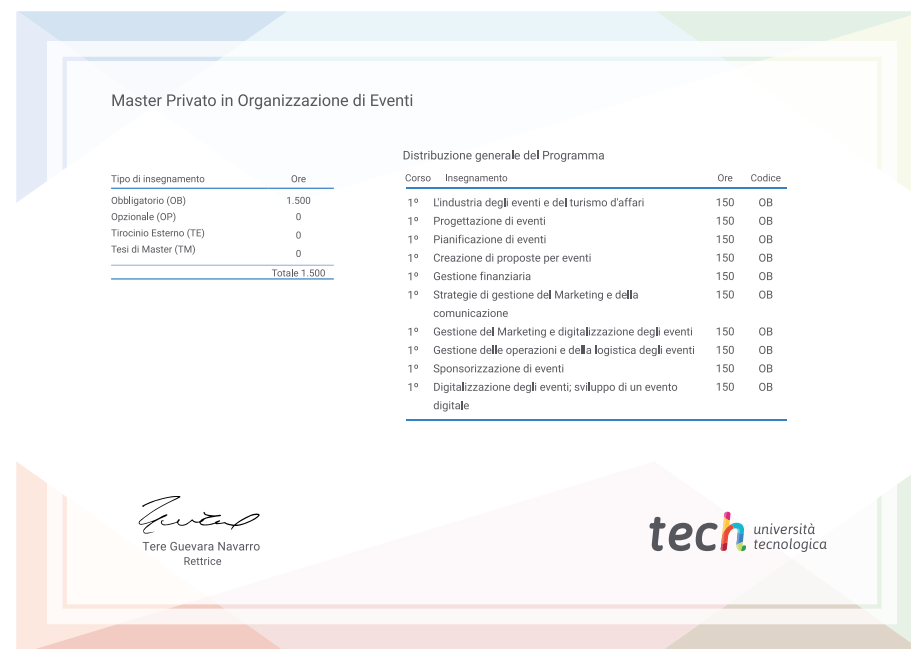 Master Privato in Organizzazione di Eventi
Tipo di insegnamento Ore
Obbligatorio (OB) 1.500
Opzionale (OP) 0
Tirocinio Esterno (TE) 0
Tesi di Master (TM) 0
Totale 1.500
Distribuzione generale del Programma
Corso Insegnamento Ore Codice
1º L'industria degli eventi e del turismo d'affari 150 OB
1º Progettazione di eventi 150 OB
1º Pianificazione di eventi 150 OB
1º Creazione di proposte per eventi 150 OB
1º Gestione finanziaria 150 OB
1º Strategie di gestione del Marketing e della 150 OB
comunicazione
1º Gestione del Marketing e digitalizzazione degli eventi 150 OB
1º Gestione delle operazioni e della logistica degli eventi 150 OB
1º Sponsorizzazione di eventi 150 OB
1º Digitalizzazione degli eventi; sviluppo di un evento 150 OB
digitale
Tere Guevara Navarro
Rettrice
tech università
tecnologica